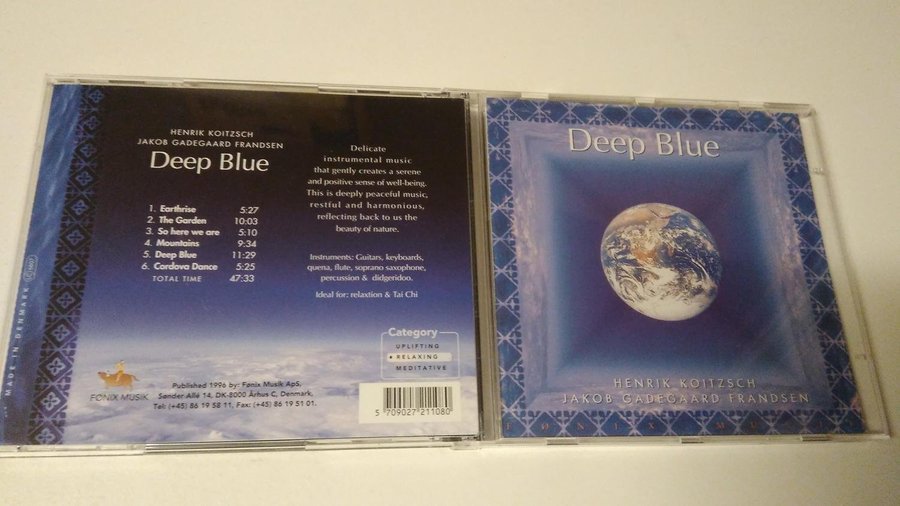 HENRIK KOITZSCH
JAKOB GADEGAARD FRANDSEN
Deep Blue
1. Earthrise 5:27
2. The Garden 10:03
3. So here we are 5:10
4. Mountains 9:34
5. Deep Blue 11:29
6. Cordova Dance 5:25
TOTAL TIME 47:33
Delicate
instrumental music
that gently creates a serene
and positive sense of well-being.
This is deeply peaceful music,
restful and harmonious,
reflecting back to us the
beauty of nature.
Instruments: Guitars, keyboards,
quena, flute, soprano saxophone,
percussion & didgeridoo.
Ideal for: relaxtion & Tai Chi
Category
UPLIFTING
RELAXING
MEDITATIVE
MADE IN DENMARK
FØNIX MUSIK
Published 1996 by: Fønix Musik ApS,
Sønder Allé 14, DK-8000 Århus C, Denmark.
Tel: (+45) 86 19 58 11, Fax: (+45) 86 19 51 01.
5 709027 211080
Deep Blue
HENRIK KOITZSCH
JAKOB GADEGAARD FRANDSEN